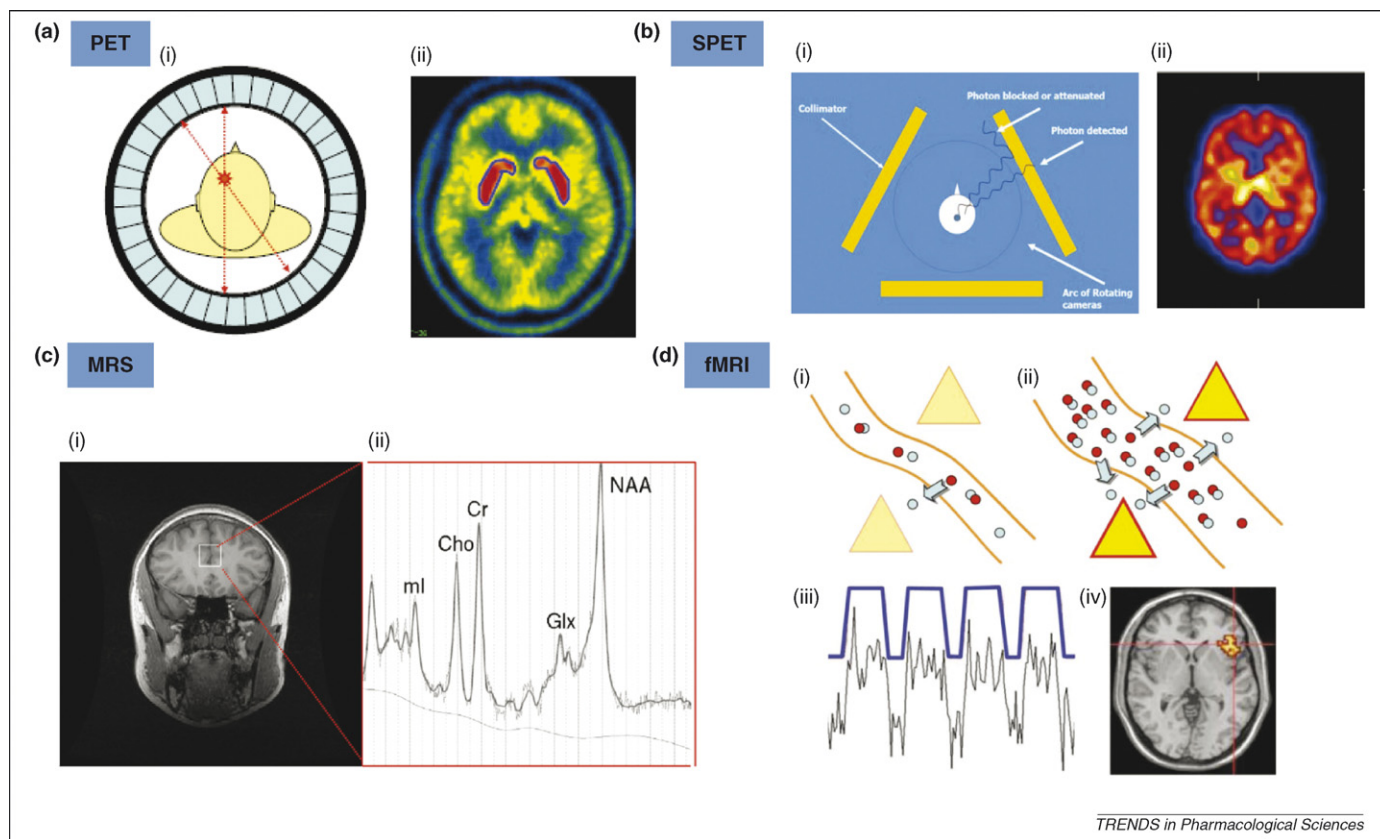 (a) PET
(i)
(ii)
(b) SPET
(i)
Collimator
Photon blocked or attenuated
Photon detected
Arc of Rotating
cameras
(ii)
(c) MRS
(i)
(ii)
mI
Cho
Cr
Glx
NAA
(d) fMRI
(i)
(ii)
(iii)
(iv)
TRENDS in Pharmacological Sciences